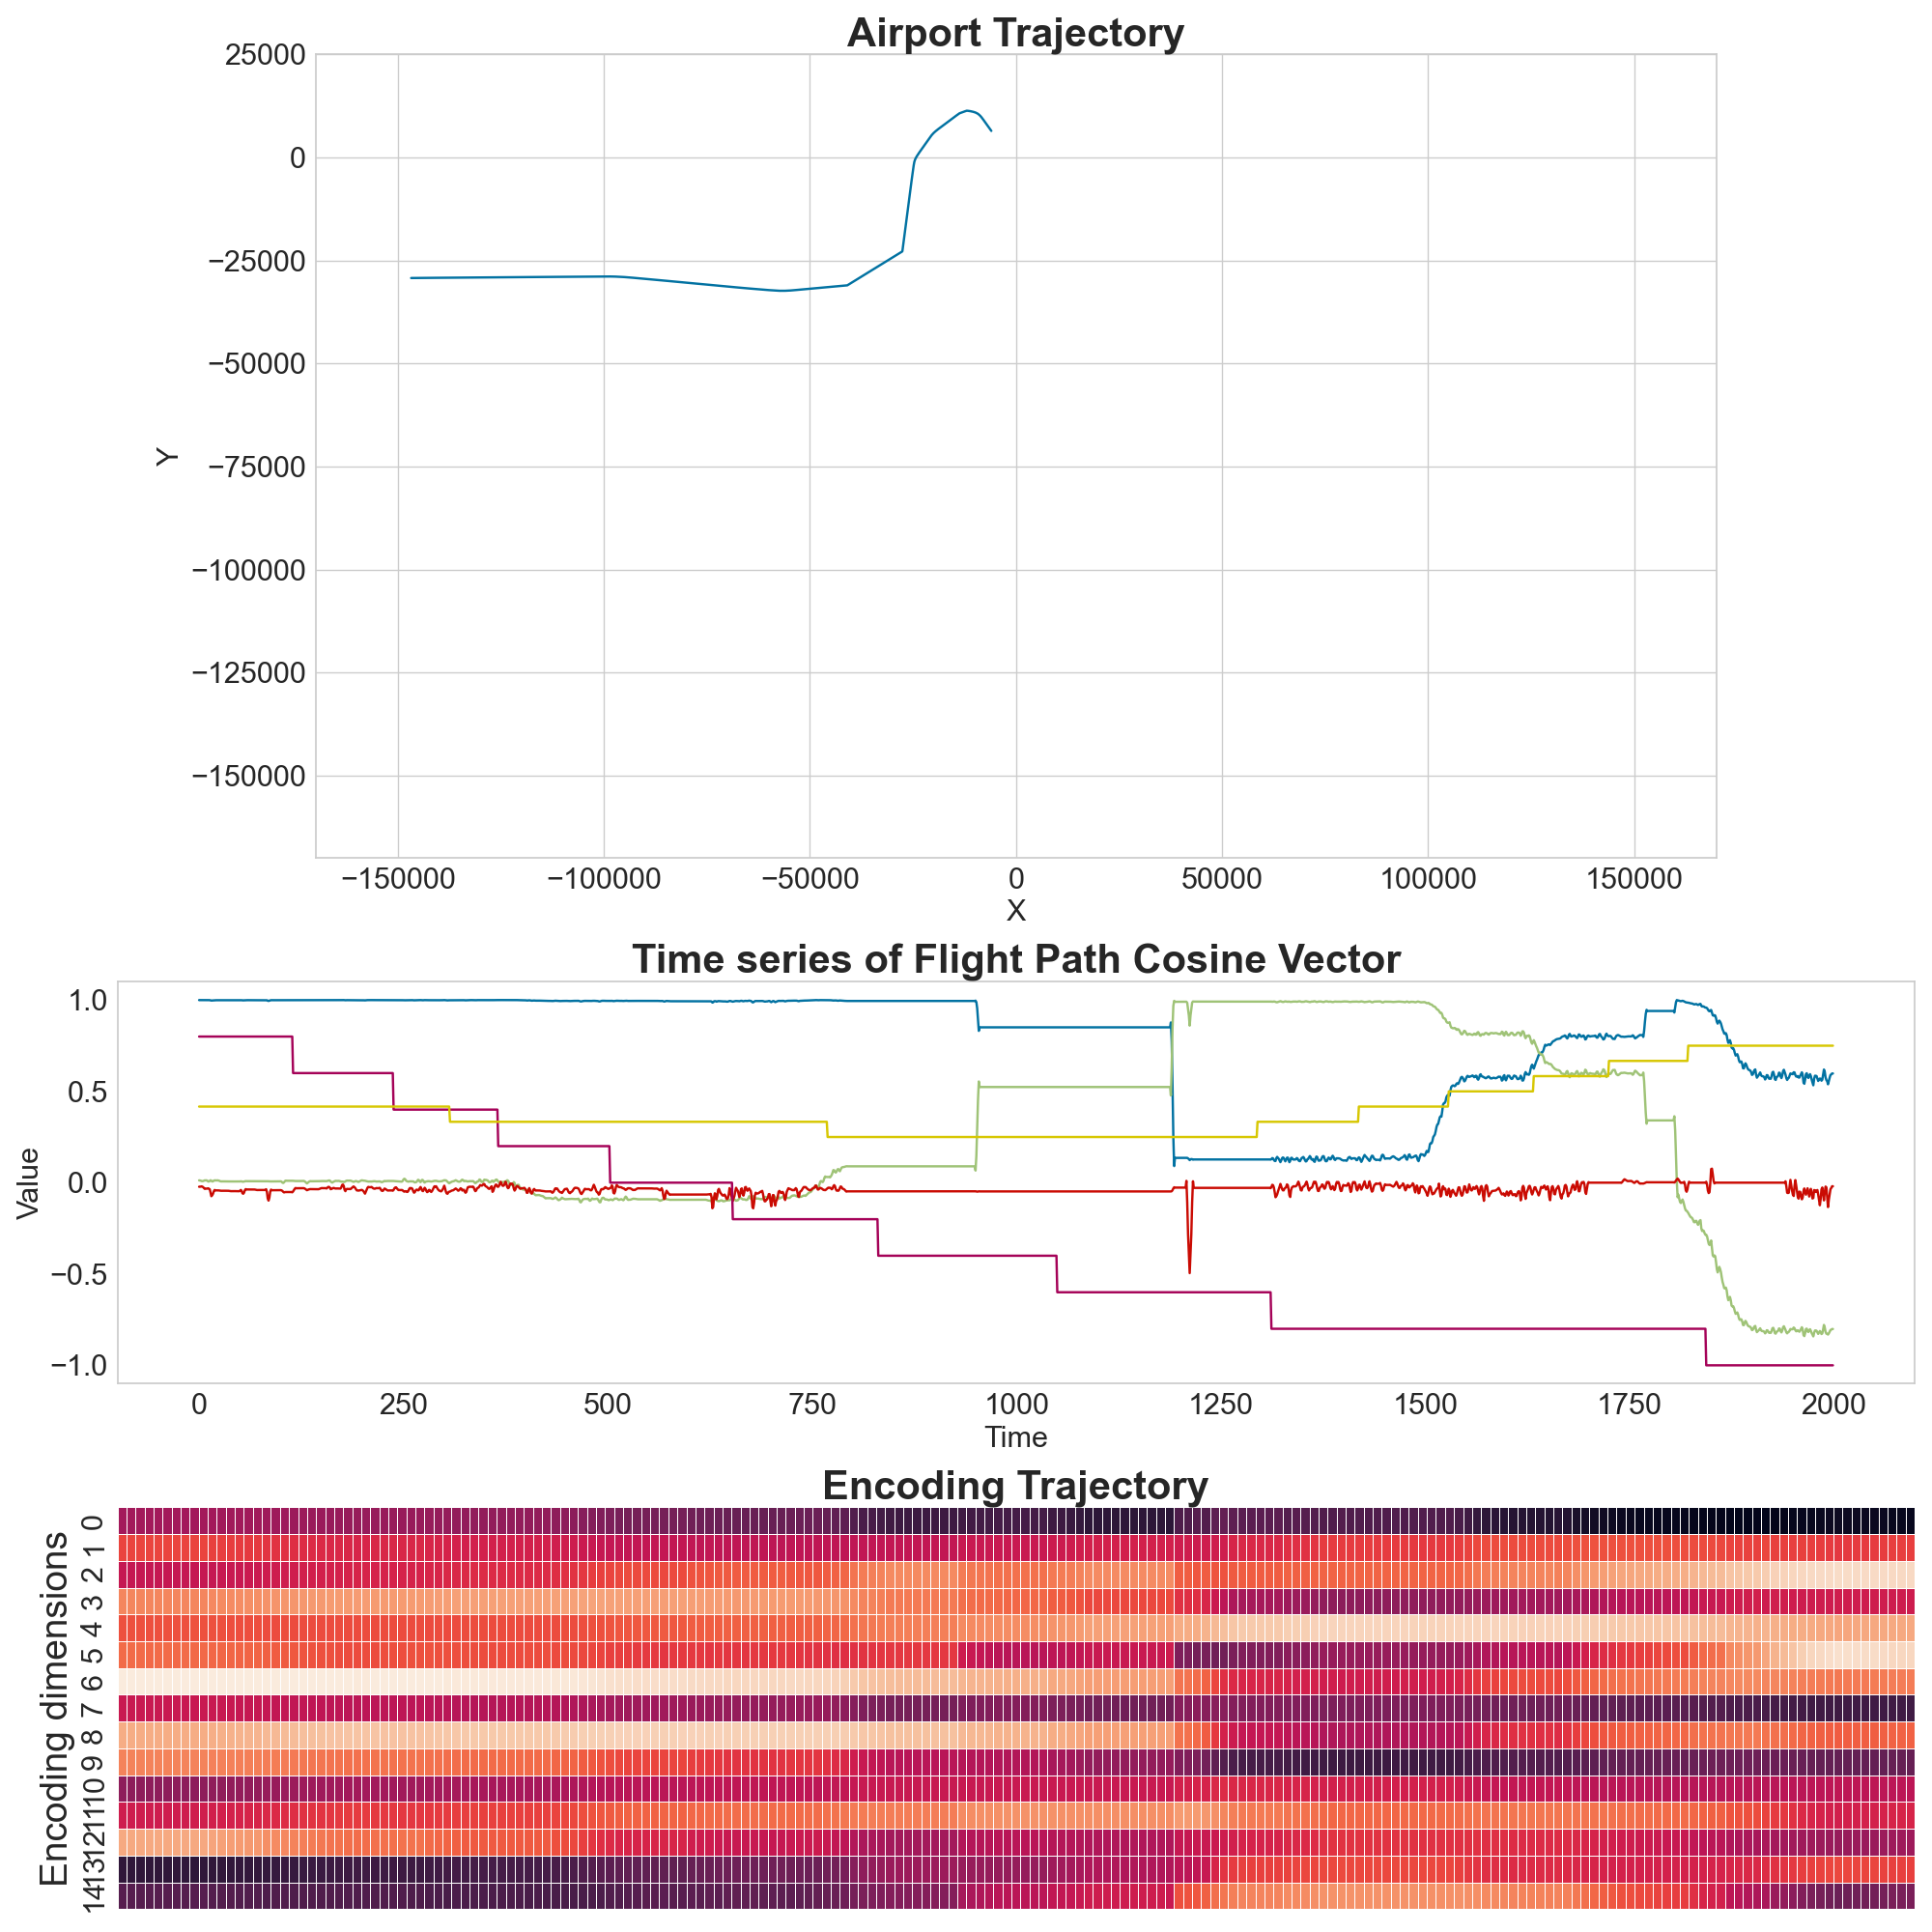 Airport Trajectory
25000
0
−25000
−50000
−75000
−100000
−125000
−150000
Y
−150000 −100000 −50000 0 50000 100000 150000
X
Time series of Flight Path Cosine Vector
1.0
0.5
0.0
−0.5
−1.0
Value
0 250 500 750 1000 1250 1500 1750 2000
Time
Encoding Trajectory
0
1
2
3
4
5
6
7
8
9
10
11
12
13
14
Encoding dimensions